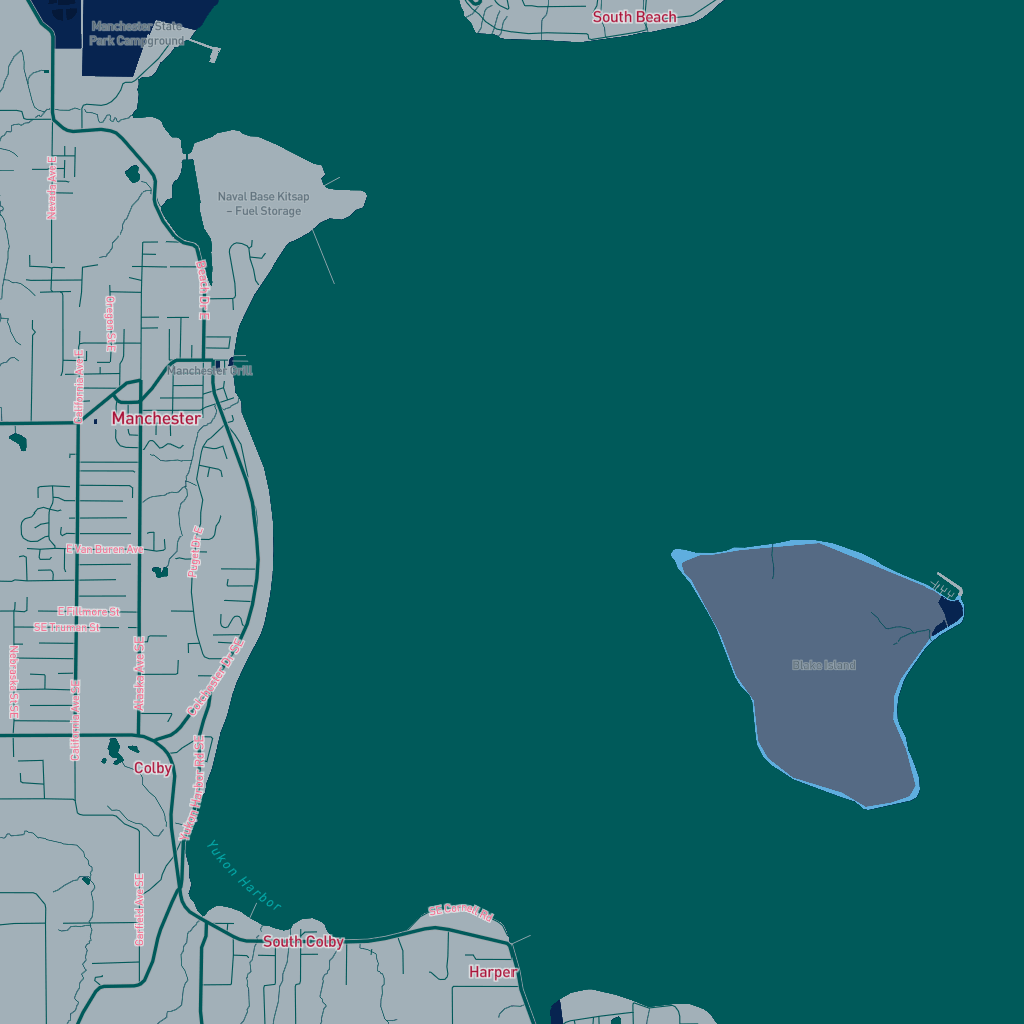 South Beach
Manchester State
Park Campground
Nevada Ave E
Naval Base Kitsap
– Fuel Storage
Beach Dr E
Oregon St E
California Ave E
Manchester Grill
Manchester
Puget Dr E
E Van Buren Ave
E Fillmore St
SE Truman St
Nebraska St SE
Alaska Ave SE
Colchester Dr SE
California Ave SE
Blake Island
Colby
Yukon Harbor Rd SE
Yukon Harbor
Garfield Ave SE
SE Cornell Rd
South Colby
Harper